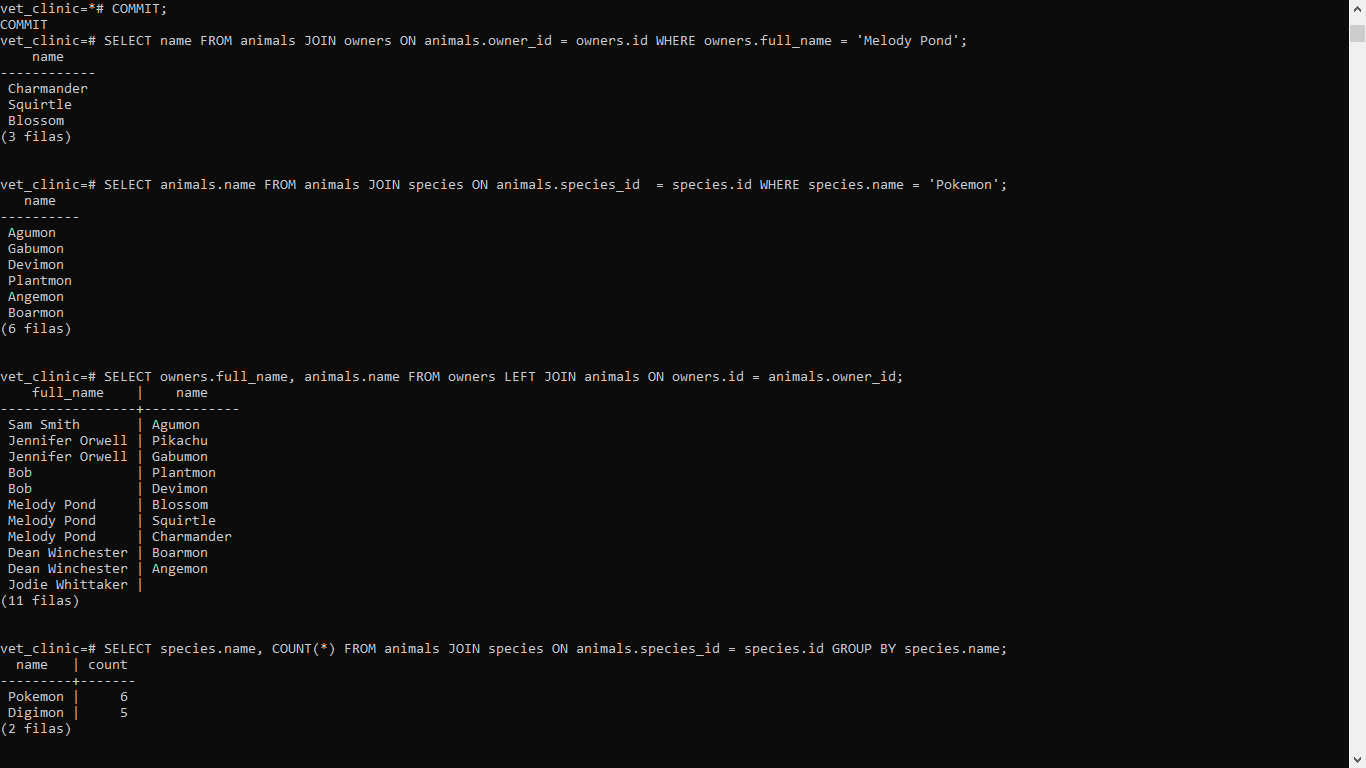 vet_clinic=*# COMMIT;
COMMIT
vet_clinic=# SELECT name FROM animals JOIN owners ON animals.owner_id = owners.id WHERE owners.full_name = 'Melody Pond';
    name
------------
 Charmander
 Squirtle
 Blossom
(3 filas)
vet_clinic=# SELECT animals.name FROM animals JOIN species ON animals.species_id  = species.id WHERE species.name = 'Pokemon';
   name
----------
 Agumon
 Gabumon
 Devimon
 Plantmon
 Angemon
 Boarmon
(6 filas)
vet_clinic=# SELECT owners.full_name, animals.name FROM owners LEFT JOIN animals ON owners.id = animals.owner_id;
    full_name    |    name
-----------------+------------
 Sam Smith       | Agumon
 Jennifer Orwell | Pikachu
 Jennifer Orwell | Gabumon
 Bob             | Plantmon
 Bob             | Devimon
 Melody Pond     | Blossom
 Melody Pond     | Squirtle
 Melody Pond     | Charmander
 Dean Winchester | Boarmon
 Dean Winchester | Angemon
 Jodie Whittaker |
(11 filas)
vet_clinic=# SELECT species.name, COUNT(*) FROM animals JOIN species ON animals.species_id = species.id GROUP BY species.name;
  name   | count
---------+-------
 Pokemon |     6
 Digimon |     5
(2 filas)